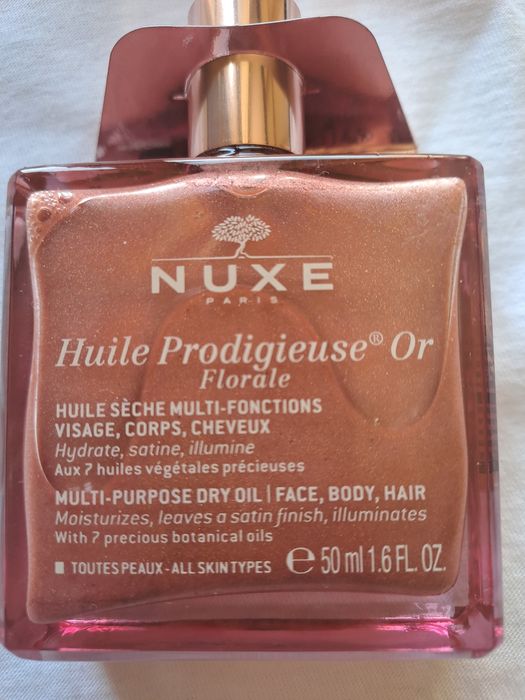 NUXE
PARIS
Huile Prodigieuse® Or
Florale
HUILE SÈCHE MULTI-FONCTIONS
VISAGE, CORPS, CHEVEUX
Hydrate, satine, illumine
Aux 7 huiles végétales précieuses
MULTI-PURPOSE DRY OIL | FACE, BODY, HAIR
Moisturizes, leaves a satin finish, illuminates
With 7 precious botanical oils
■ TOUTES PEAUX - ALL SKIN TYPES ℮ 50 ml 1.6 FL. OZ.